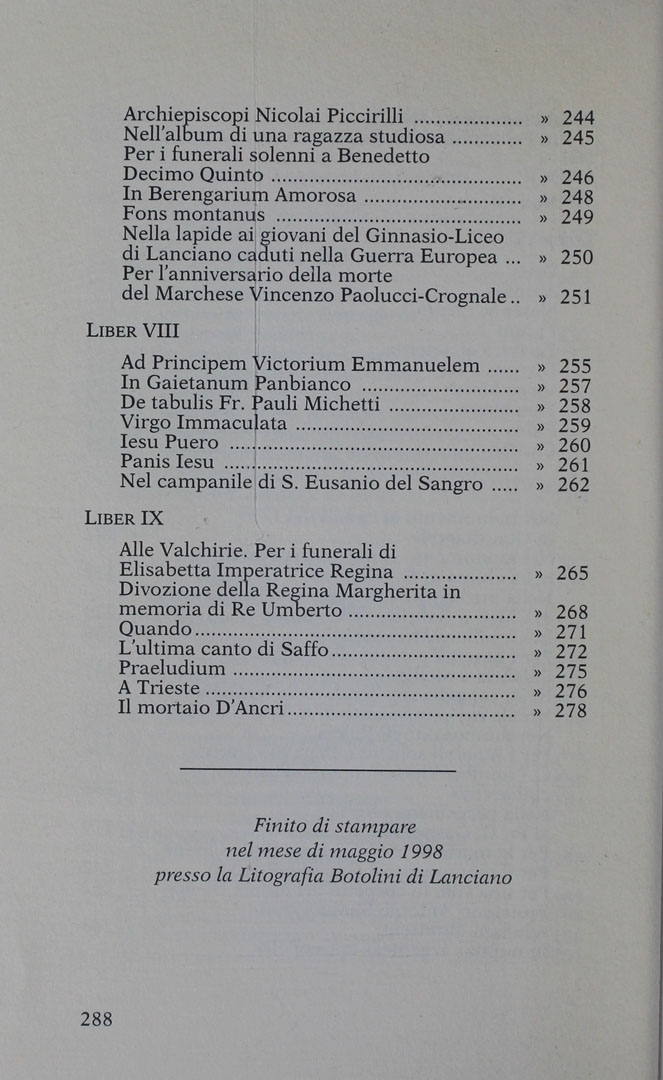 Archiepiscopi Nicolai Piccirilli .................... » 244
Nell'album di una ragazza studiosa ............. » 245
Per i funerali solenni a Benedetto
Decimo Quinto .............................................. » 246
In Berengarium Amorosa ............................. » 248
Fons montanus ............................................. » 249
Nella lapide ai giovani del Ginnasio-Liceo
di Lanciano caduti nella Guerra Europea ... » 250
Per l'anniversario della morte
del Marchese Vincenzo Paolucci-Crognale .. » 251
LIBER VIII
Ad Principem Victorium Emmanuelem ...... » 255
In Gaietanum Panbianco ............................. » 257
De tabulis Fr. Pauli Michetti ........................ » 258
Virgo Immaculata ......................................... » 259
Iesu Puero ..................................................... » 260
Panis Iesu ...................................................... » 261
Nel campanile di S. Eusanio del Sangro ..... » 262
LIBER IX
Alle Valchirie. Per i funerali di
Elisabetta Imperatrice Regina ..................... » 265
Divozione della Regina Margherita in
memoria di Re Umberto ............................... » 268
Quando ........................................................... » 271
L'ultima canto di Saffo .................................. » 272
Praeludium .................................................... » 275
A Trieste ......................................................... » 276
Il mortaio D'Ancri ......................................... » 278
Finito di stampare
nel mese di maggio 1998
presso la Litografia Botolini di Lanciano
288